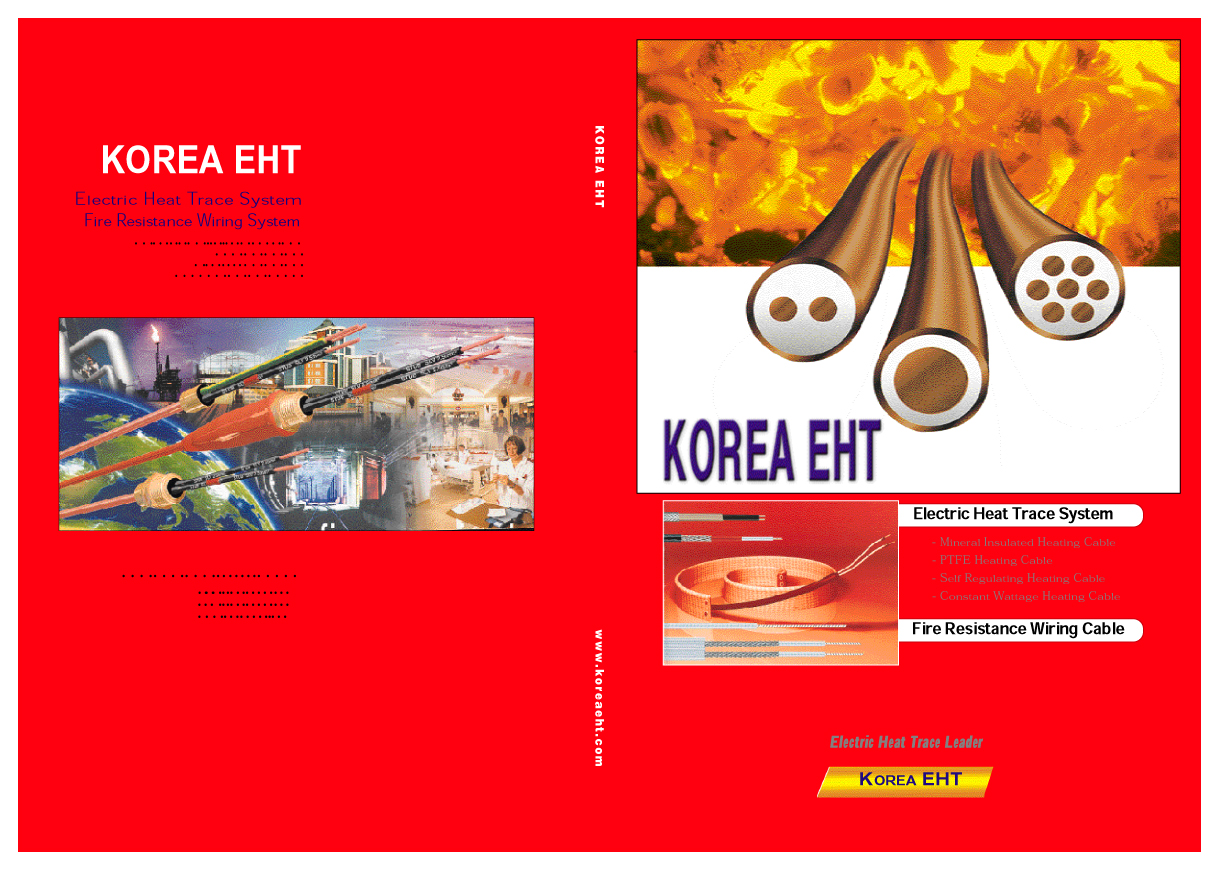 KOREA EHT
Electric Heat Trace System
Fire Resistance Wiring System
KOREA EHT
www.koreaeht.com
KOREA EHT
Electric Heat Trace System
- Mineral Insulated Heating Cable
- PTFE Heating Cable
- Self Regulating Heating Cable
- Constant Wattage Heating Cable
Fire Resistance Wiring Cable
Electric Heat Trace Leader
KOREA EHT